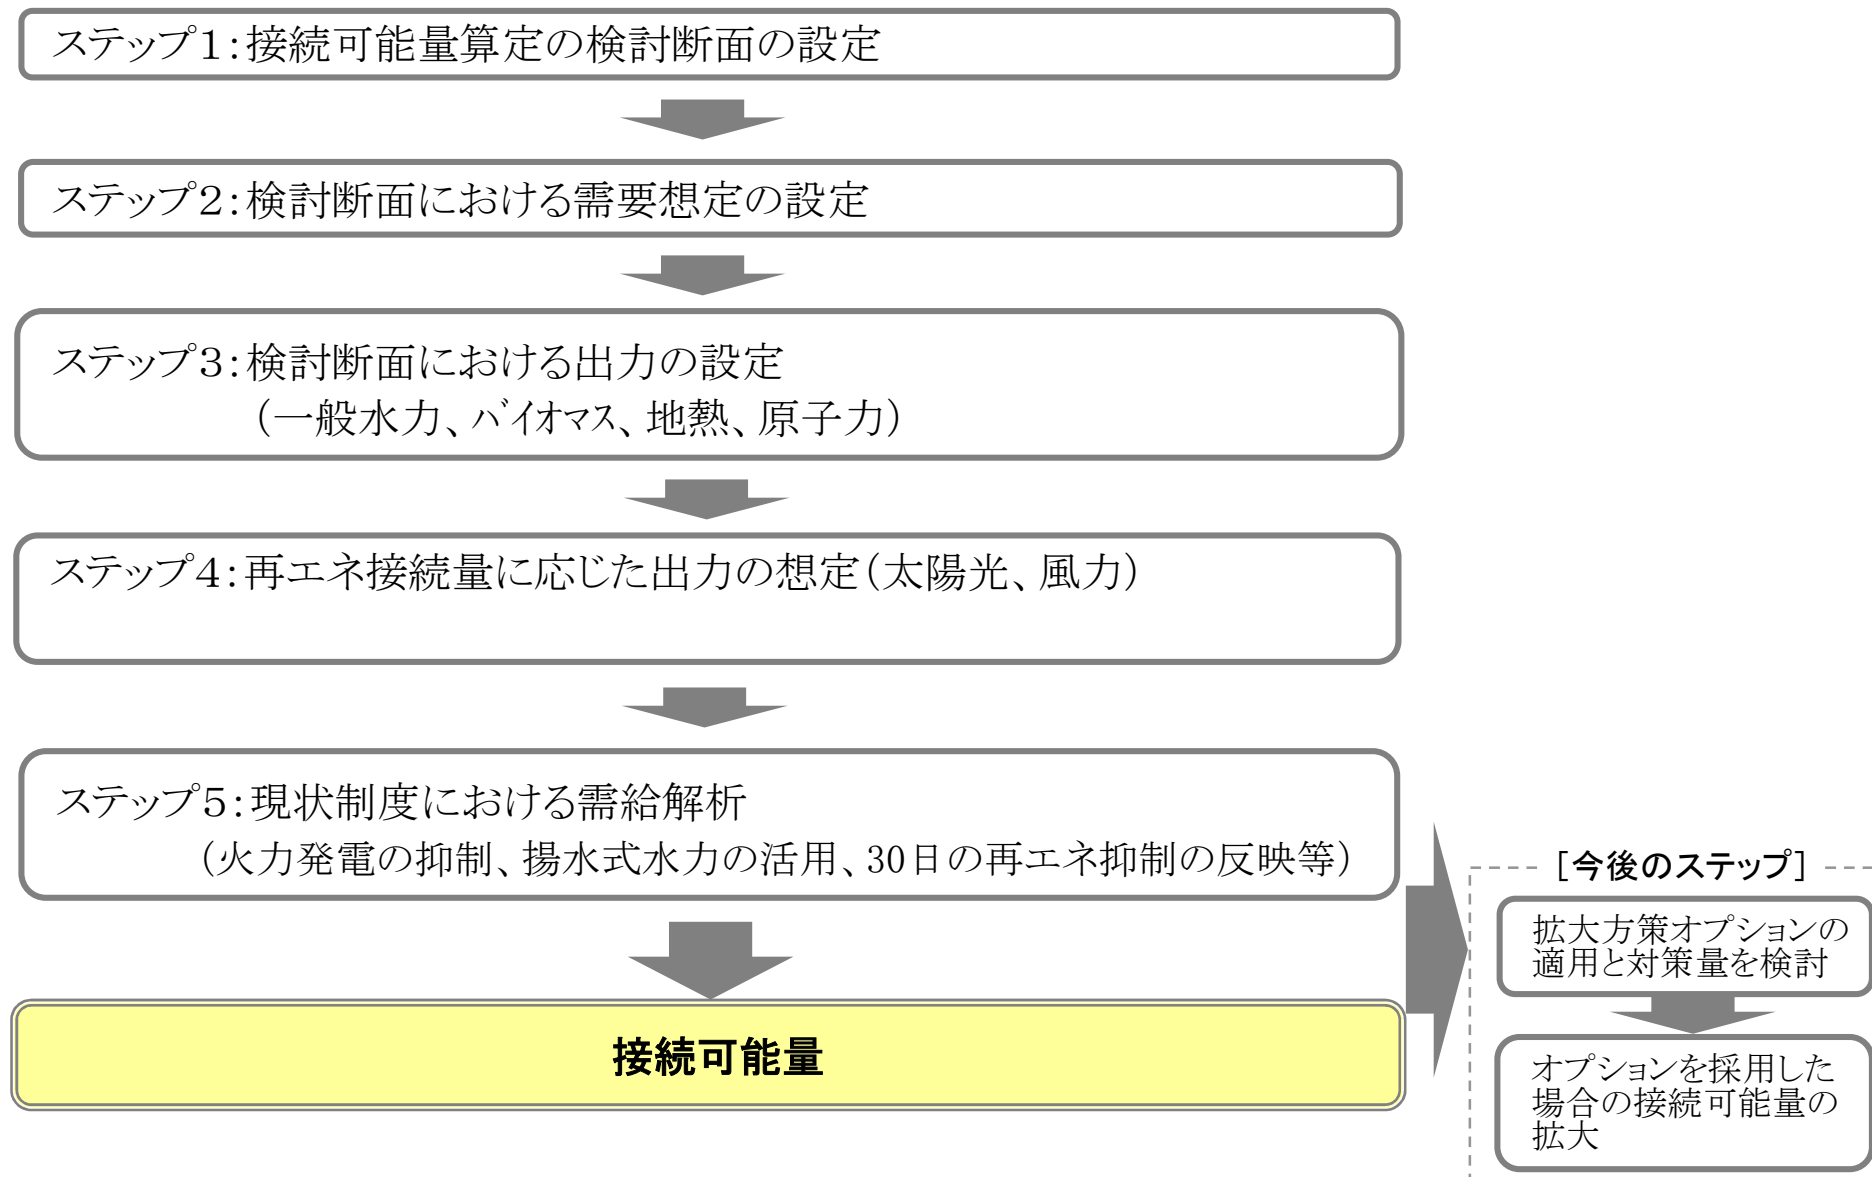 ステップ1：接続可能量算定の検討断面の設定
ステップ2：検討断面における需要想定の設定
ステップ3：検討断面における出力の設定
（一般水力、バイオマス、地熱、原子力）
ステップ4：再エネ接続量に応じた出力の想定（太陽光、風力）
ステップ5：現状制度における需給解析
（火力発電の抑制、揚水式水力の活用、30日の再エネ抑制の反映等）
接続可能量
［今後のステップ］
拡大方策オプションの
適用と対策量を検討
オプションを採用した
場合の接続可能量の
拡大